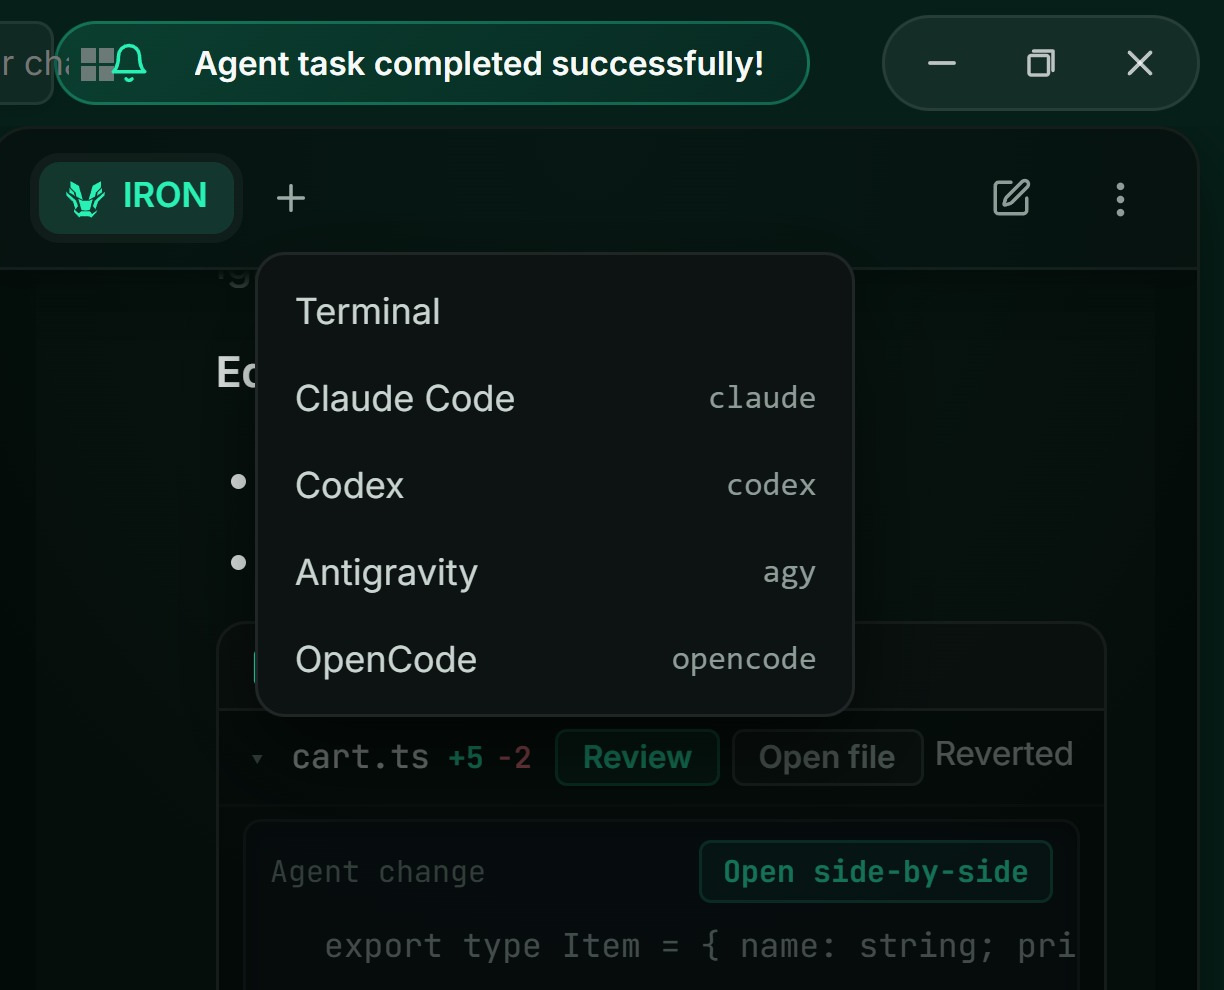 r ch
Agent task completed successfully!
IRON
Terminal
Claude Code claude
Codex codex
Antigravity agy
OpenCode opencode
cart.ts +5 -2 Review Open file Reverted
Agent change Open side-by-side
export type Item = { name: string; pri